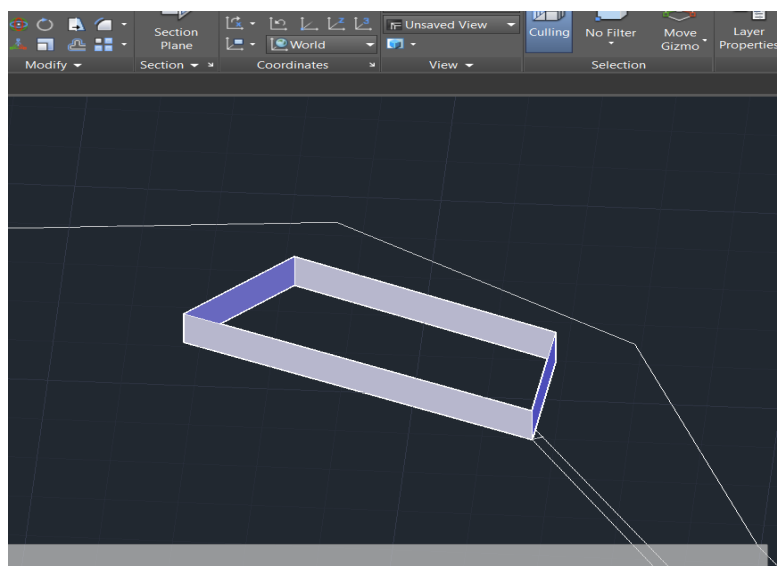 Section
Plane
World
Unsaved View
Culling
No Filter
Move
Gizmo
Layer
Properties
Modify
Section
Coordinates
View
Selection